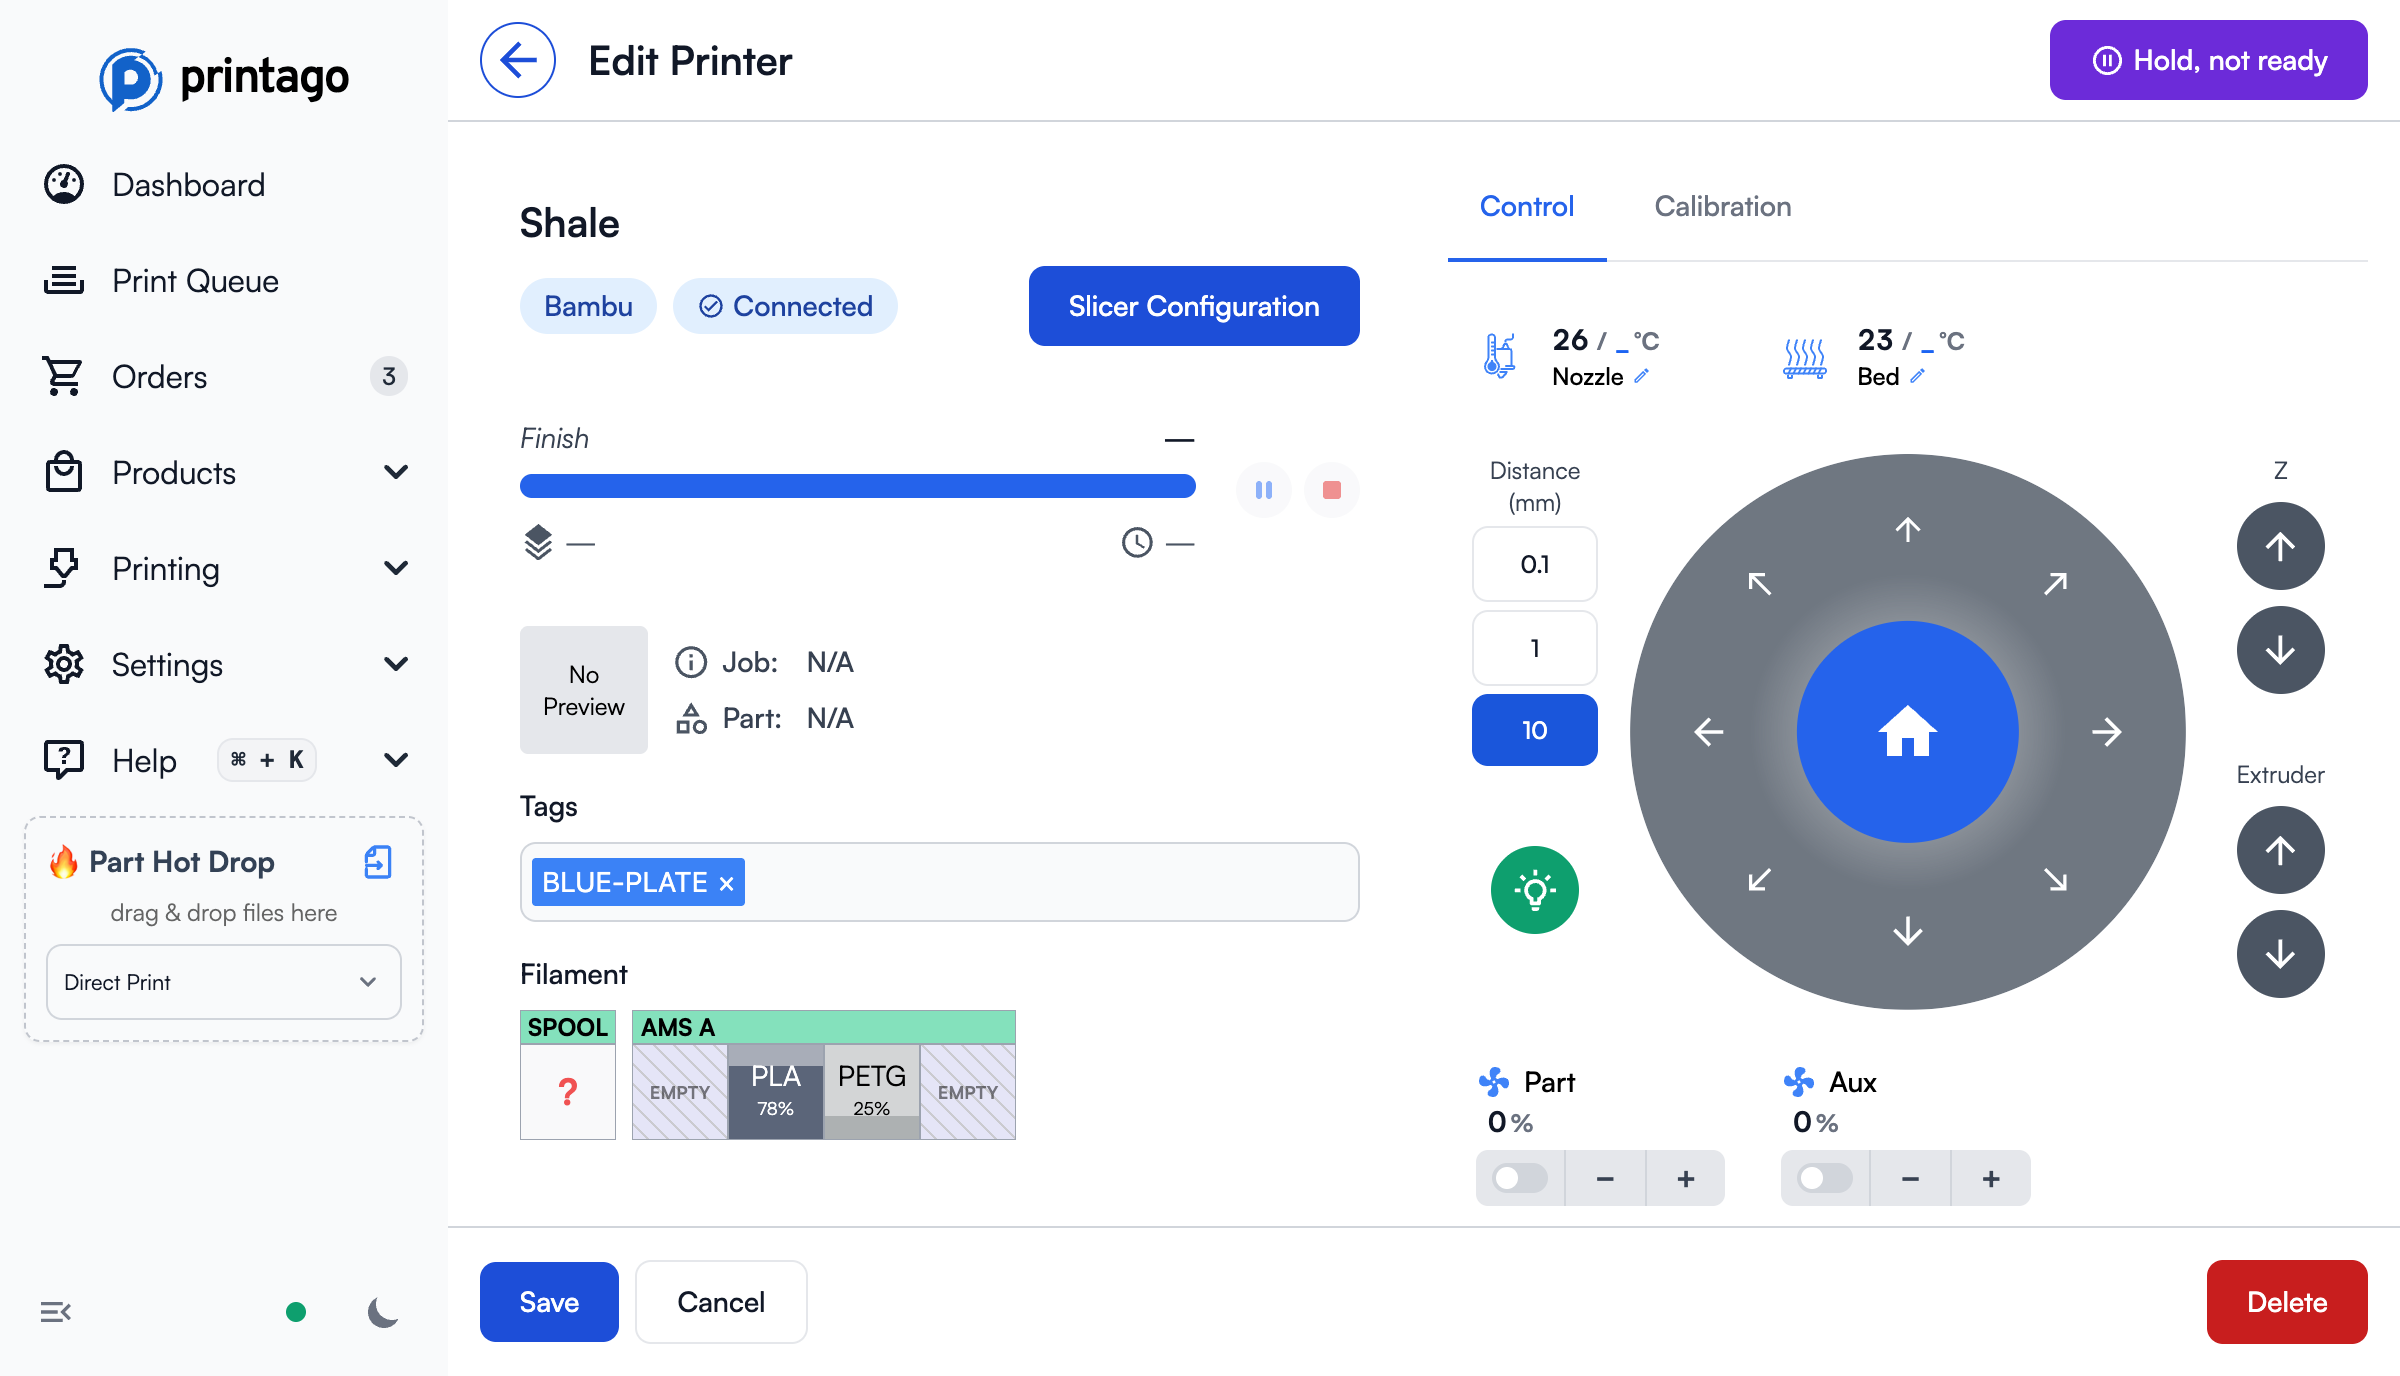 printago
Dashboard
Print Queue
Orders 3
Products
Printing
Settings
Help ⌘ + K
🔥 Part Hot Drop
drag & drop files here
Direct Print
Edit Printer
Hold, not ready
Shale
Bambu
Connected
Slicer Configuration
Finish —
— —
No
Preview
Job: N/A
Part: N/A
Tags
BLUE-PLATE ×
Filament
SPOOL
?
AMS A
EMPTY
PLA
78%
PETG
25%
EMPTY
Control
Calibration
26 / _ °C
Nozzle
23 / _ °C
Bed
Distance
(mm)
0.1
1
10
Z
Extruder
Part
0 %
− +
Aux
0 %
− +
Save
Cancel
Delete